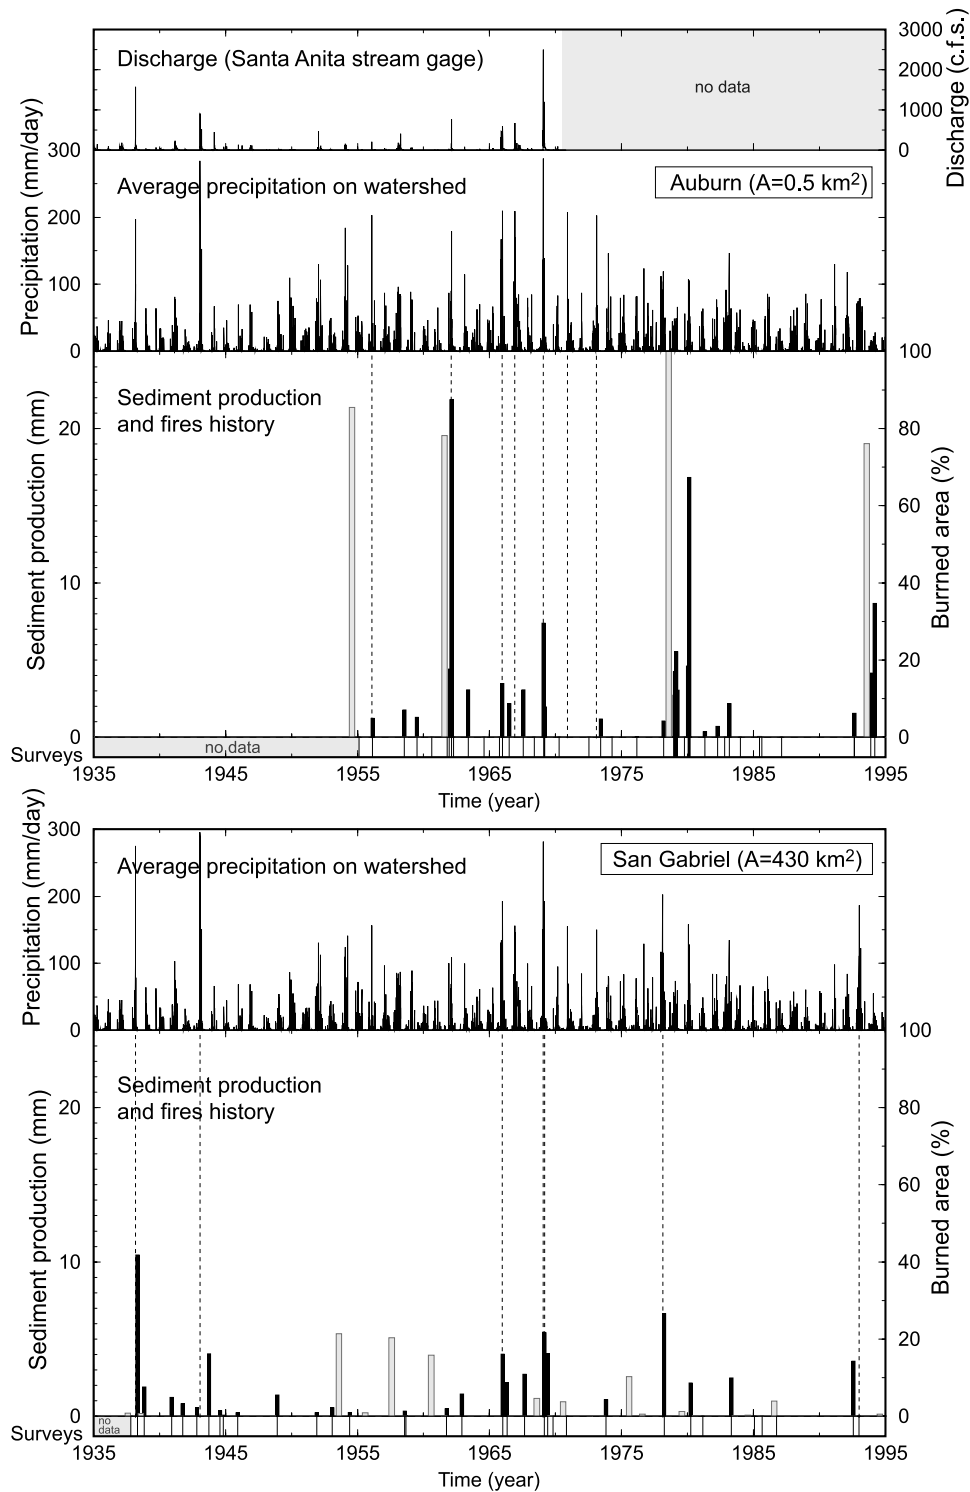 Discharge (Santa Anita stream gage)
no data
3000
2000
1000
0
Discharge (c.f.s.)
Average precipitation on watershed
Auburn (A=0.5 km²)
300
200
100
0
Precipitation (mm/day)
Sediment production
and fires history
20
10
0
Sediment production (mm)
100
80
60
40
20
0
Burrrned area (%)
Surveys
no data
1935 1945 1955 1965 1975 1985 1995
Time (year)
Average precipitation on watershed
San Gabriel (A=430 km²)
300
200
100
0
Precipitation (mm/day)
Sediment production
and fires history
20
10
0
Sediment production (mm)
100
80
60
40
20
0
Burned area (%)
Surveys
no
data
1935 1945 1955 1965 1975 1985 1995
Time (year)